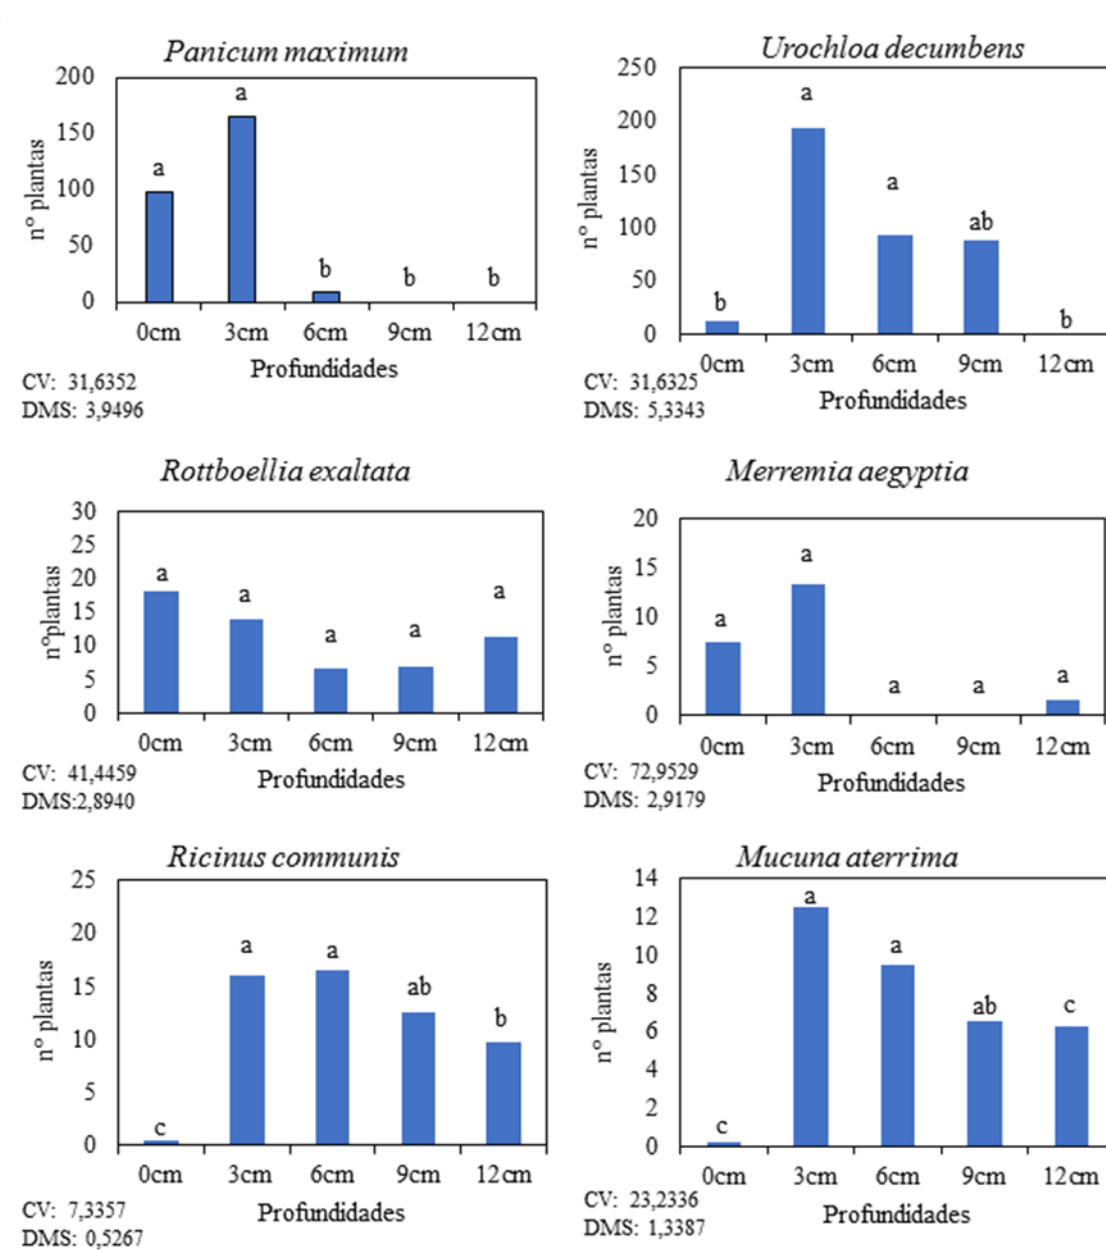 Panicum maximum
200
150
100
50
0
nº plantas
a
a
b
b
b
0cm 3cm 6cm 9cm 12cm
Profundidades
CV: 31,6352
DMS: 3,9496
Urochloa decumbens
250
200
150
100
50
0
nº plantas
b
a
a
ab
b
0cm 3cm 6cm 9cm 12cm
Profundidades
CV: 31,6325
DMS: 5,3343
Rottboellia exaltata
30
25
20
15
10
5
0
nºplantas
a
a
a
a
a
0cm 3cm 6cm 9cm 12cm
Profundidades
CV: 41,4459
DMS:2,8940
Merremia aegyptia
20
15
10
5
0
nº plantas
a
a
a
a
a
0cm 3cm 6cm 9cm 12cm
Profundidades
CV: 72,9529
DMS: 2,9179
Ricinus communis
25
20
15
10
5
0
nº plantas
c
a
a
ab
b
0cm 3cm 6cm 9cm 12cm
Profundidades
CV: 7,3357
DMS: 0,5267
Mucuna aterrima
14
12
10
8
6
4
2
0
nº plantas
c
a
a
ab
c
0cm 3cm 6cm 9cm 12cm
Profundidades
CV: 23,2336
DMS: 1,3387